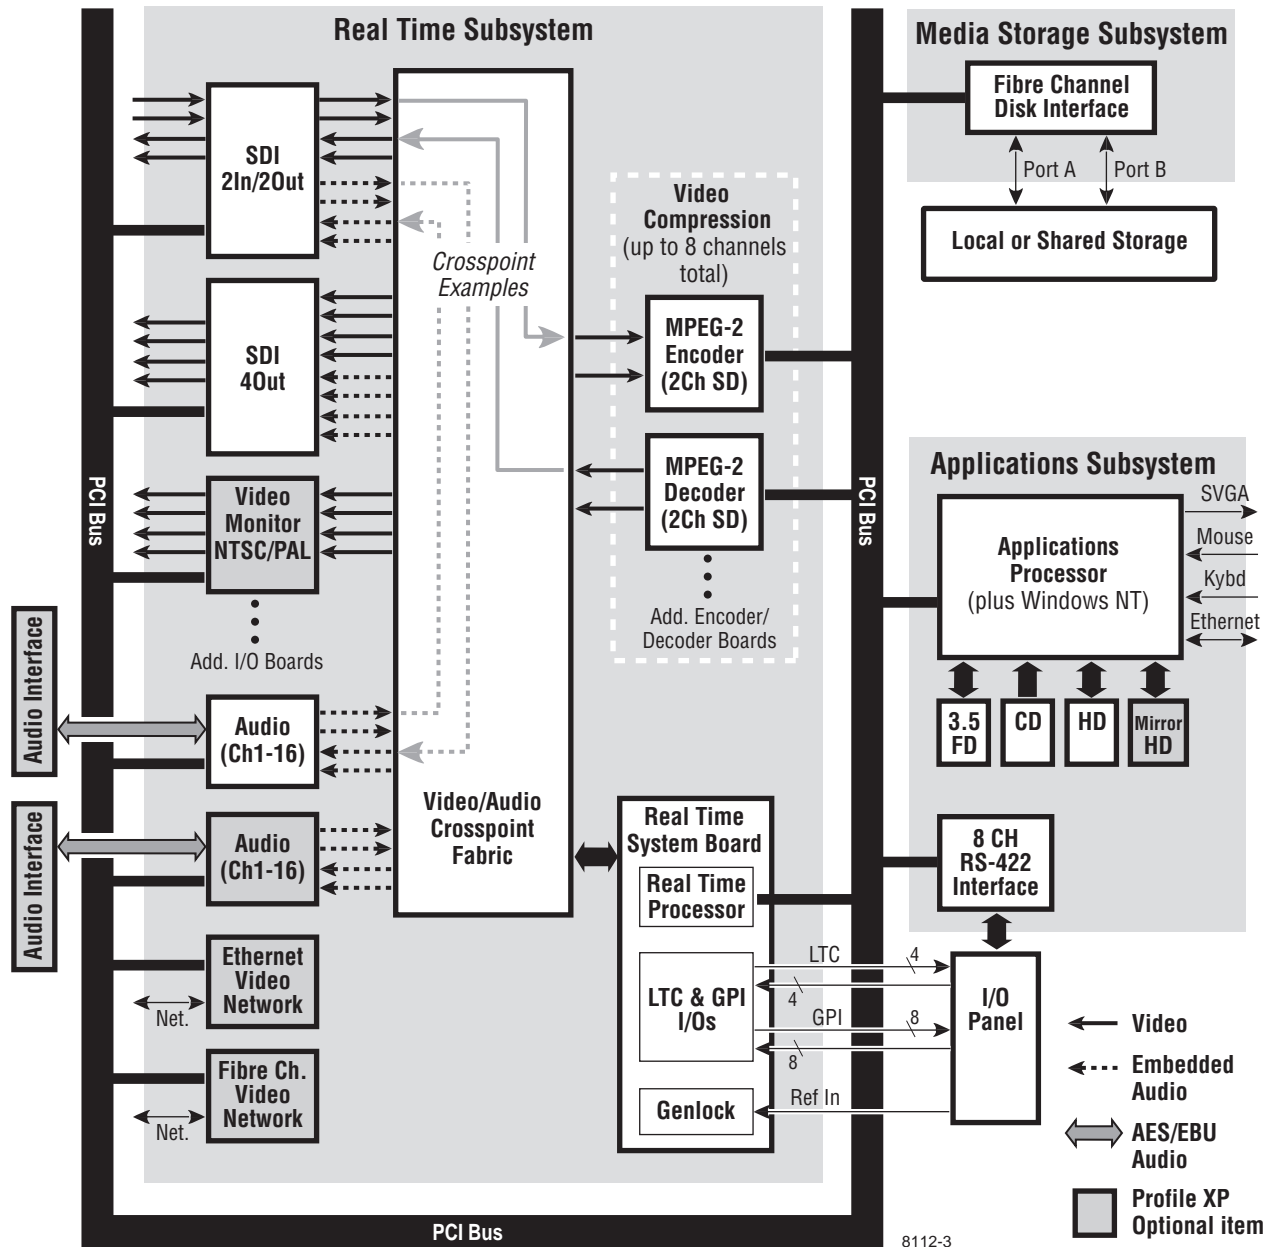 Real Time Subsystem
Media Storage Subsystem
Fibre Channel
Disk Interface
Port A
Port B
Local or Shared Storage
SDI
2In/2Out
Crosspoint
Examples
Video
Compression
(up to 8 channels
total)
MPEG-2
Encoder
(2Ch SD)
MPEG-2
Decoder
(2Ch SD)
Add. Encoder/
Decoder Boards
SDI
4Out
Video
Monitor
NTSC/PAL
Add. I/O Boards
PCI Bus
PCI Bus
Applications Subsystem
Applications
Processor
(plus Windows NT)
SVGA
Mouse
Kybd
Ethernet
3.5
FD
CD
HD
Mirror
HD
Audio Interface
Audio
(Ch1-16)
Audio Interface
Audio
(Ch1-16)
Video/Audio
Crosspoint
Fabric
Real Time
System Board
Real Time
Processor
LTC & GPI
I/Os
Genlock
8 CH
RS-422
Interface
LTC
4
4
GPI
8
8
Ref In
I/O
Panel
Ethernet
Video
Network
Net.
Fibre Ch.
Video
Network
Net.
Video
Embedded
Audio
AES/EBU
Audio
Profile XP
Optional item
PCI Bus
8112-3